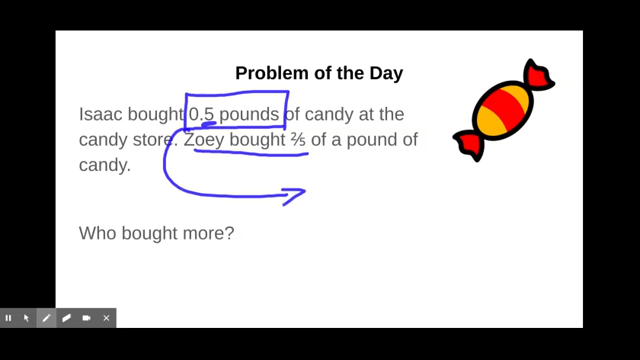 Problem of the Day
Isaac bought 0.5 pounds of candy at the
candy store. Zoey bought ⅖ of a pound of
candy.
Who bought more?